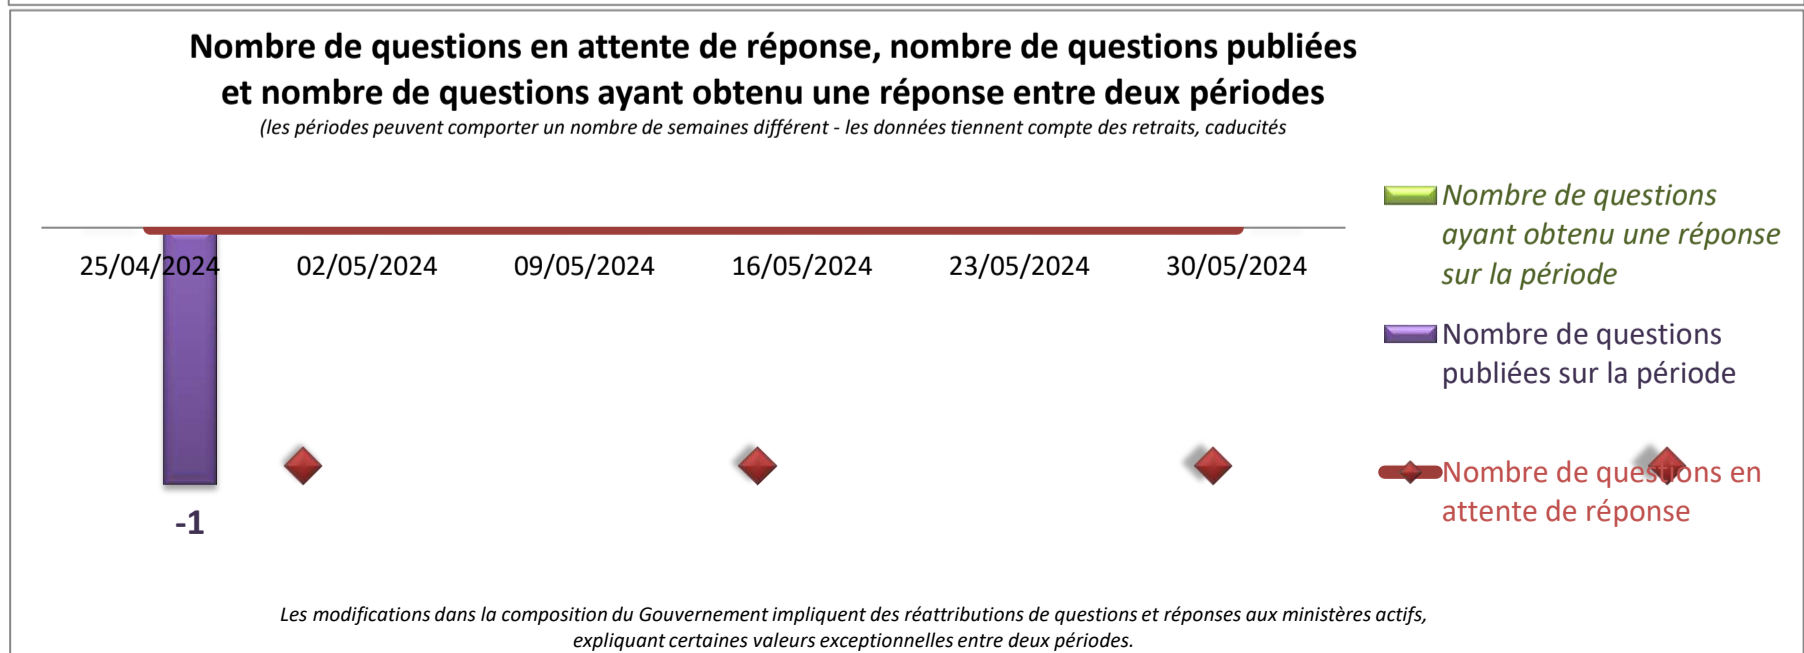 Nombre de questions en attente de réponse, nombre de questions publiées
et nombre de questions ayant obtenu une réponse entre deux périodes
(les périodes peuvent comporter un nombre de semaines différent - les données tiennent compte des retraits, caducités
25/04/2024 02/05/2024 09/05/2024 16/05/2024 23/05/2024 30/05/2024
-1
Nombre de questions
ayant obtenu une réponse
sur la période
Nombre de questions
publiées sur la période
Nombre de questions en
attente de réponse
Les modifications dans la composition du Gouvernement impliquent des réattributions de questions et réponses aux ministères actifs,
expliquant certaines valeurs exceptionnelles entre deux périodes.